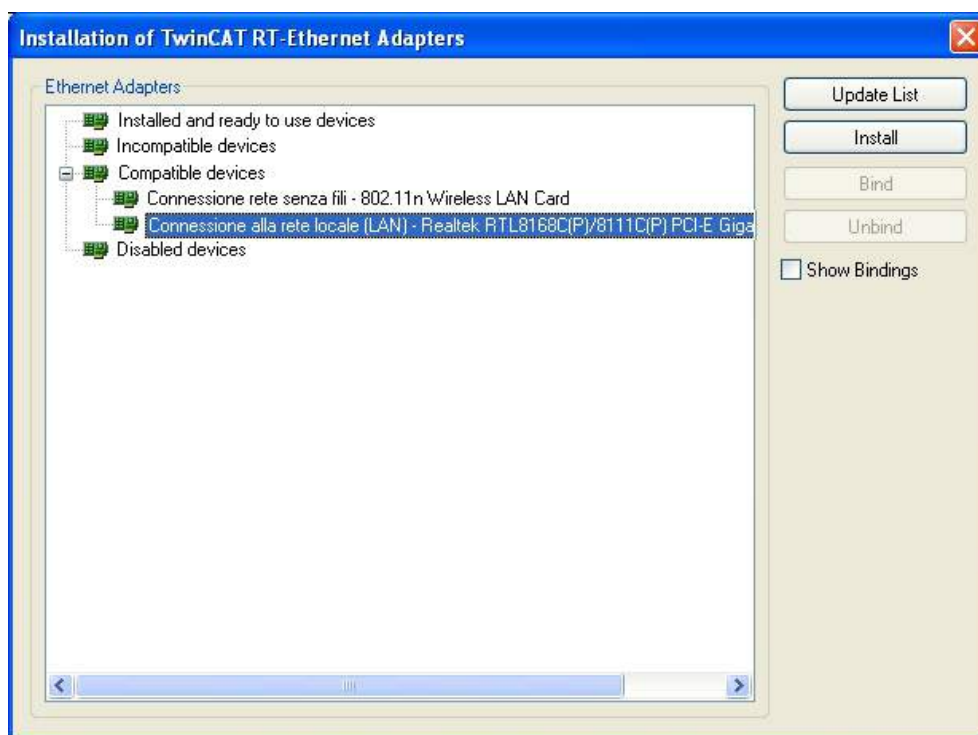 Installation of TwinCAT RT-Ethernet Adapters
Ethernet Adapters
Installed and ready to use devices
Incompatible devices
Compatible devices
Connessione rete senza fili - 802.11n Wireless LAN Card
Connessione alla rete locale (LAN) - Realtek RTL8168C(P)/8111C(P) PCI-E Giga
Disabled devices
Update List
Install
Bind
Unbind
Show Bindings